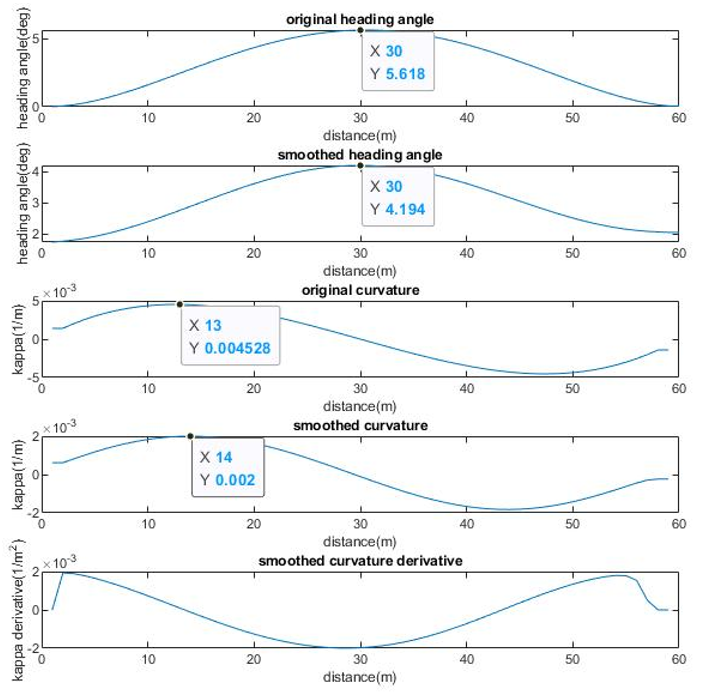 original heading angle
heading angle(deg)
5
0
X 30
Y 5.618
0 10 20 30 40 50 60
distance(m)
smoothed heading angle
heading angle(deg)
4
3
2
X 30
Y 4.194
0 10 20 30 40 50 60
distance(m)
original curvature
×10-3
kappa(1/m)
5
0
-5
X 13
Y 0.004528
0 10 20 30 40 50 60
distance(m)
smoothed curvature
×10-3
kappa(1/m)
2
0
-2
X 14
Y 0.002
0 10 20 30 40 50 60
distance(m)
smoothed curvature derivative
×10-3
kappa derivative(1/m2)
2
0
-2
0 10 20 30 40 50 60
distance(m)